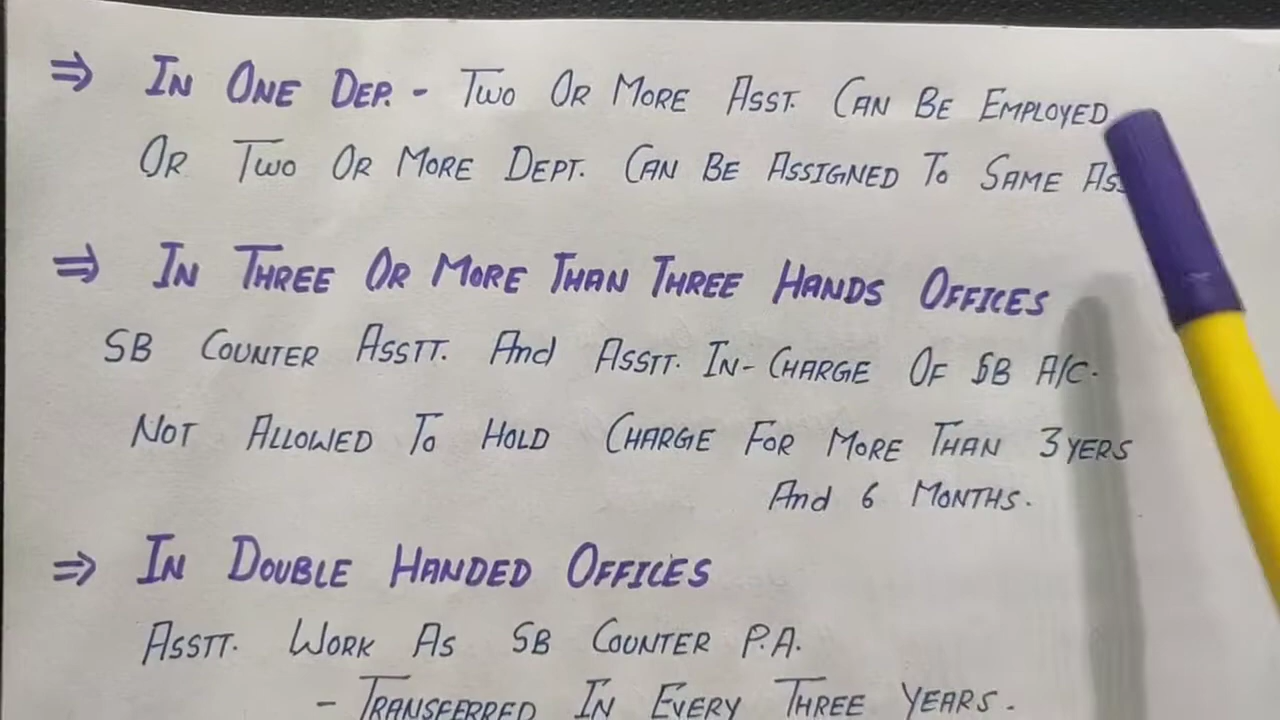 ⇒ IN ONE DEP. - TWO OR MORE ASST. CAN BE EMPLOYED
OR TWO OR MORE DEPT. CAN BE ASSIGNED TO SAME
⇒ IN THREE OR MORE THAN THREE HANDS OFFICES
SB COUNTER ASSTT. And ASSTT. IN-CHARGE OF SB A/C.
NOT ALLOWED TO HOLD CHARGE FOR MORE THAN 3 YERS
And 6 MONTHS.
⇒ IN DOUBLE HANDED OFFICES
ASSTT. WORK AS SB COUNTER P.A.
- TRANSFERRED IN EVERY THREE YEARS.